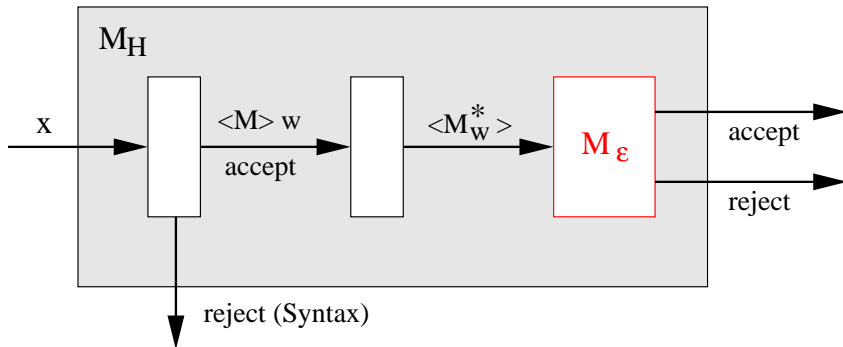 M_H
x
<M> w
accept
<M*_w >
M_ε
accept
reject
reject (Syntax)